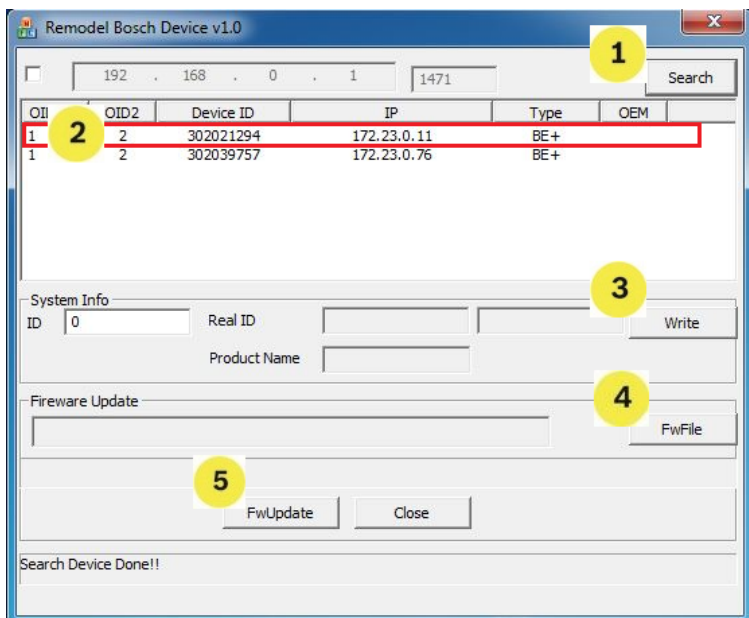 Remodel Bosch Device v1.0
1
192 . 168 . 0 . 1 1471 Search
OID2 Device ID IP Type OEM
2
1 2 302021294 172.23.0.11 BE+
1 2 302039757 172.23.0.76 BE+
System Info
3
ID 0 Real ID Write
Product Name
Fireware Update
4
FwFile
5
FwUpdate Close
Search Device Done!!